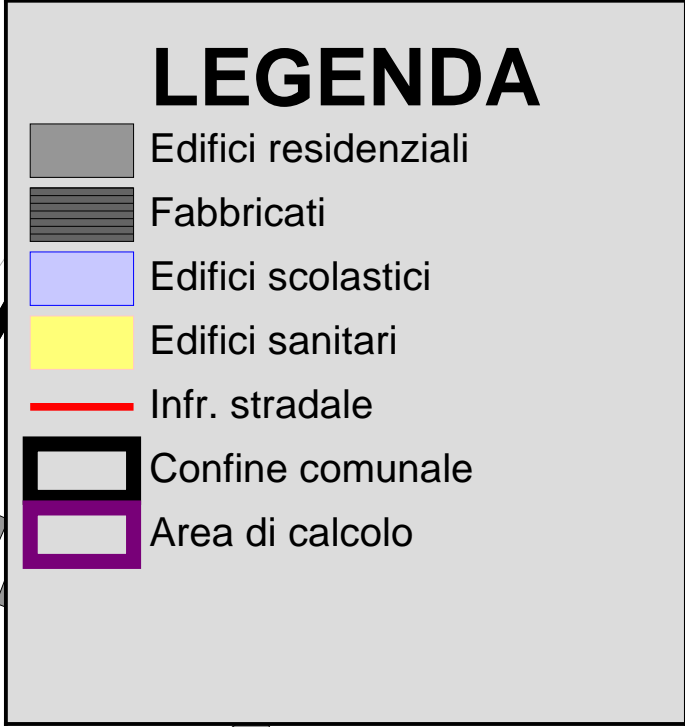 LEGENDA
Edifici residenziali
Fabbricati
Edifici scolastici
Edifici sanitari
Infr. stradale
Confine comunale
Area di calcolo